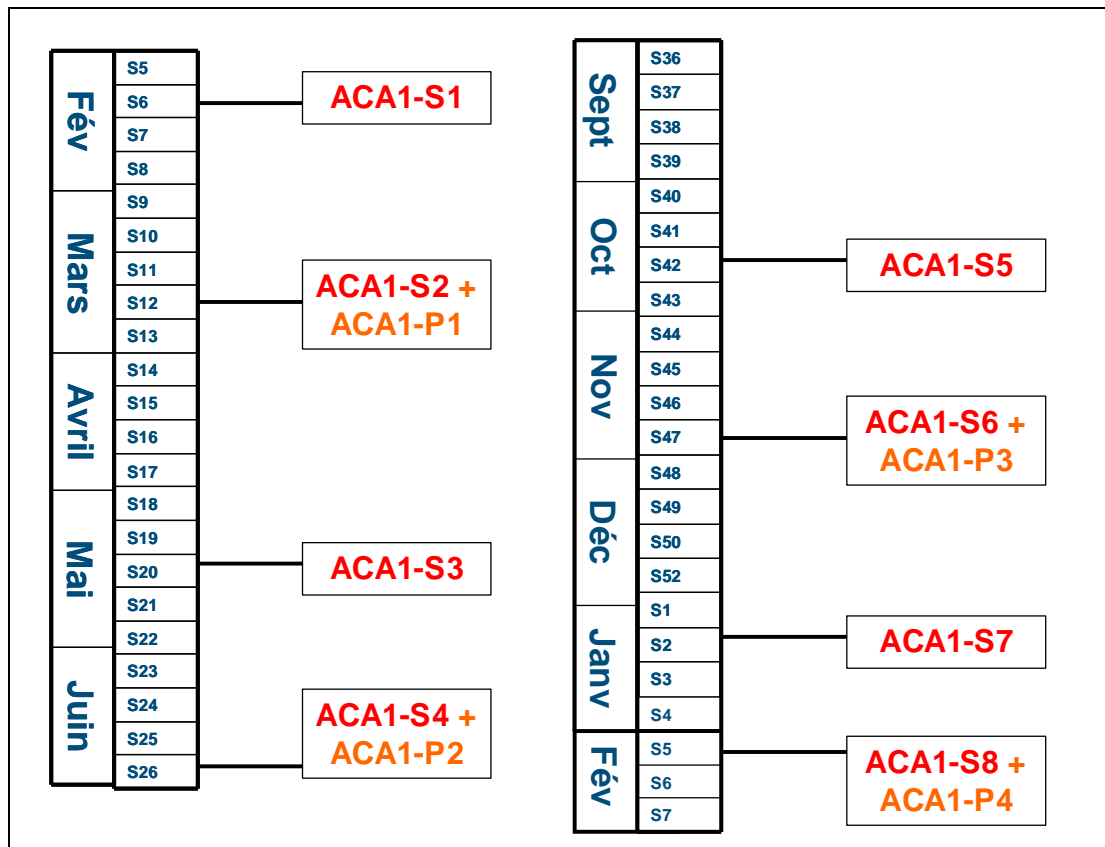 Fév
S5
S6
S7
S8
ACA1-S1
Mars
S9
S10
S11
S12
S13
ACA1-S2 +
ACA1-P1
Avril
S14
S15
S16
S17
Mai
S18
S19
S20
S21
S22
ACA1-S3
Juin
S23
S24
S25
S26
ACA1-S4 +
ACA1-P2
Sept
S36
S37
S38
S39
Oct
S40
S41
S42
S43
ACA1-S5
Nov
S44
S45
S46
S47
ACA1-S6 +
ACA1-P3
Déc
S48
S49
S50
S52
Janv
S1
S2
S3
S4
ACA1-S7
Fév
S5
S6
S7
ACA1-S8 +
ACA1-P4